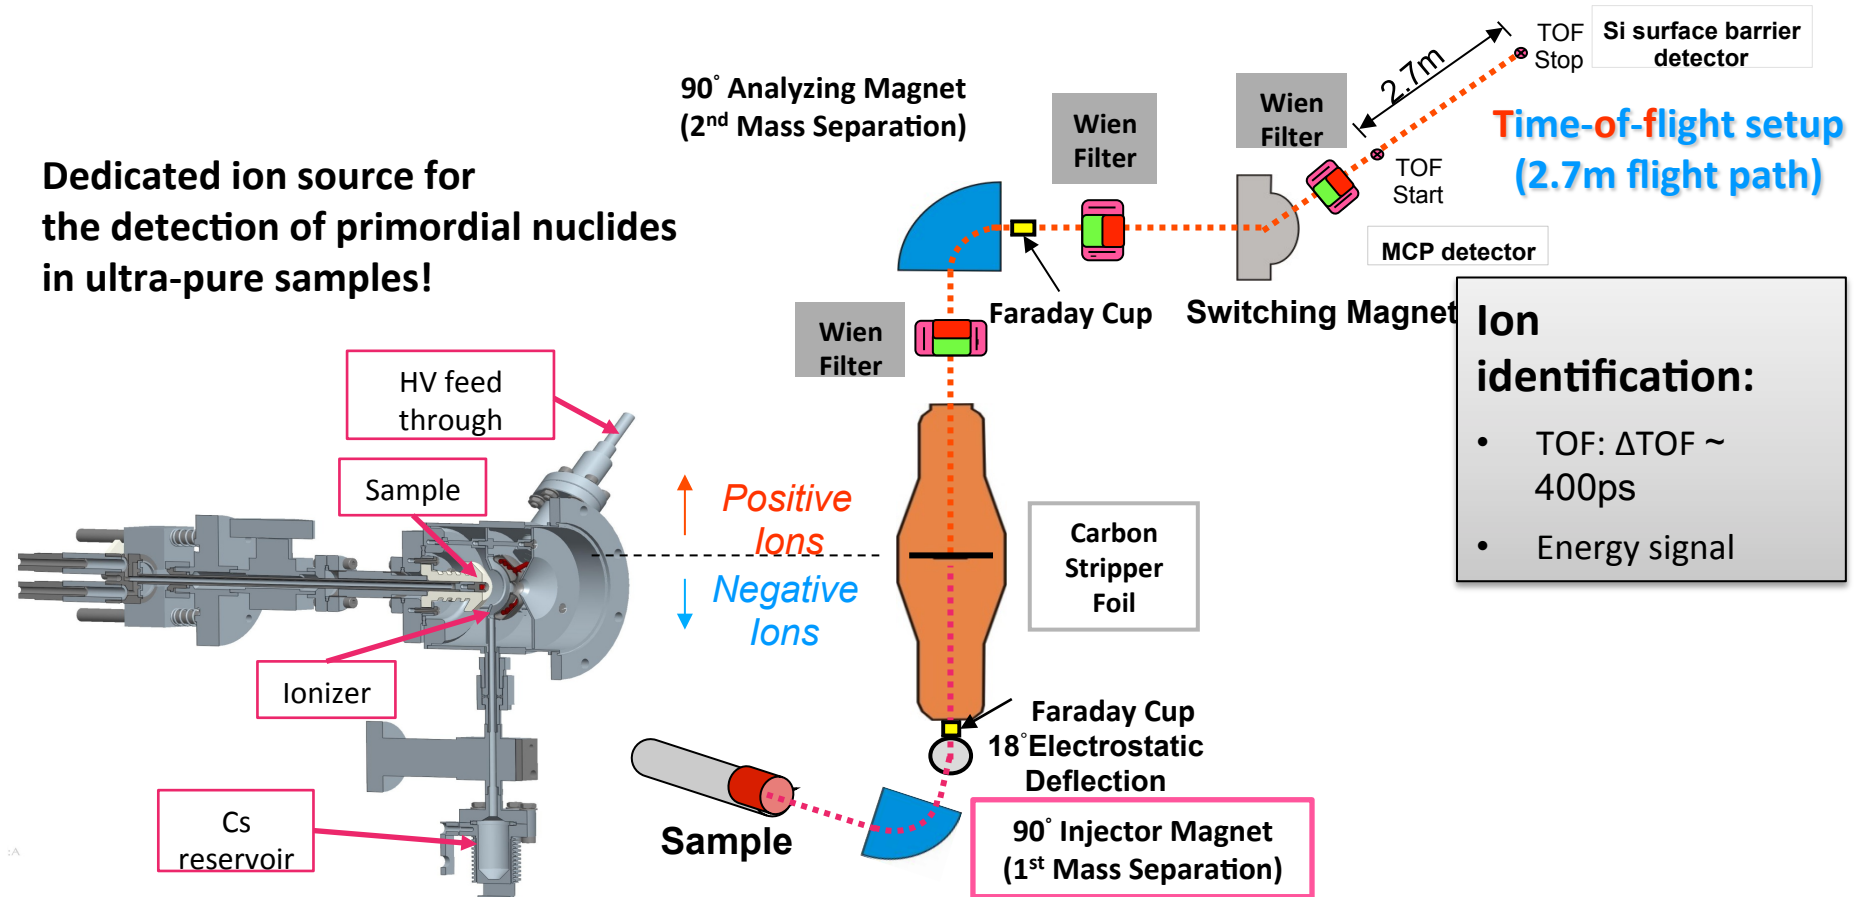 Dedicated ion source for
the detection of primordial nuclides
in ultra-pure samples!
90° Analyzing Magnet
(2nd Mass Separation)
Wien
Filter
Wien
Filter
2.7m
TOF
Stop
Si surface barrier
detector
Time-of-flight setup
(2.7m flight path)
TOF
Start
MCP detector
Faraday Cup
Switching Magnet
Wien
Filter
Ion
identification:
• TOF: ΔTOF ~
400ps
• Energy signal
HV feed
through
Sample
Positive
Ions
Negative
Ions
Carbon
Stripper
Foil
Ionizer
Cs
reservoir
Faraday Cup
18° Electrostatic
Deflection
Sample
90° Injector Magnet
(1st Mass Separation)